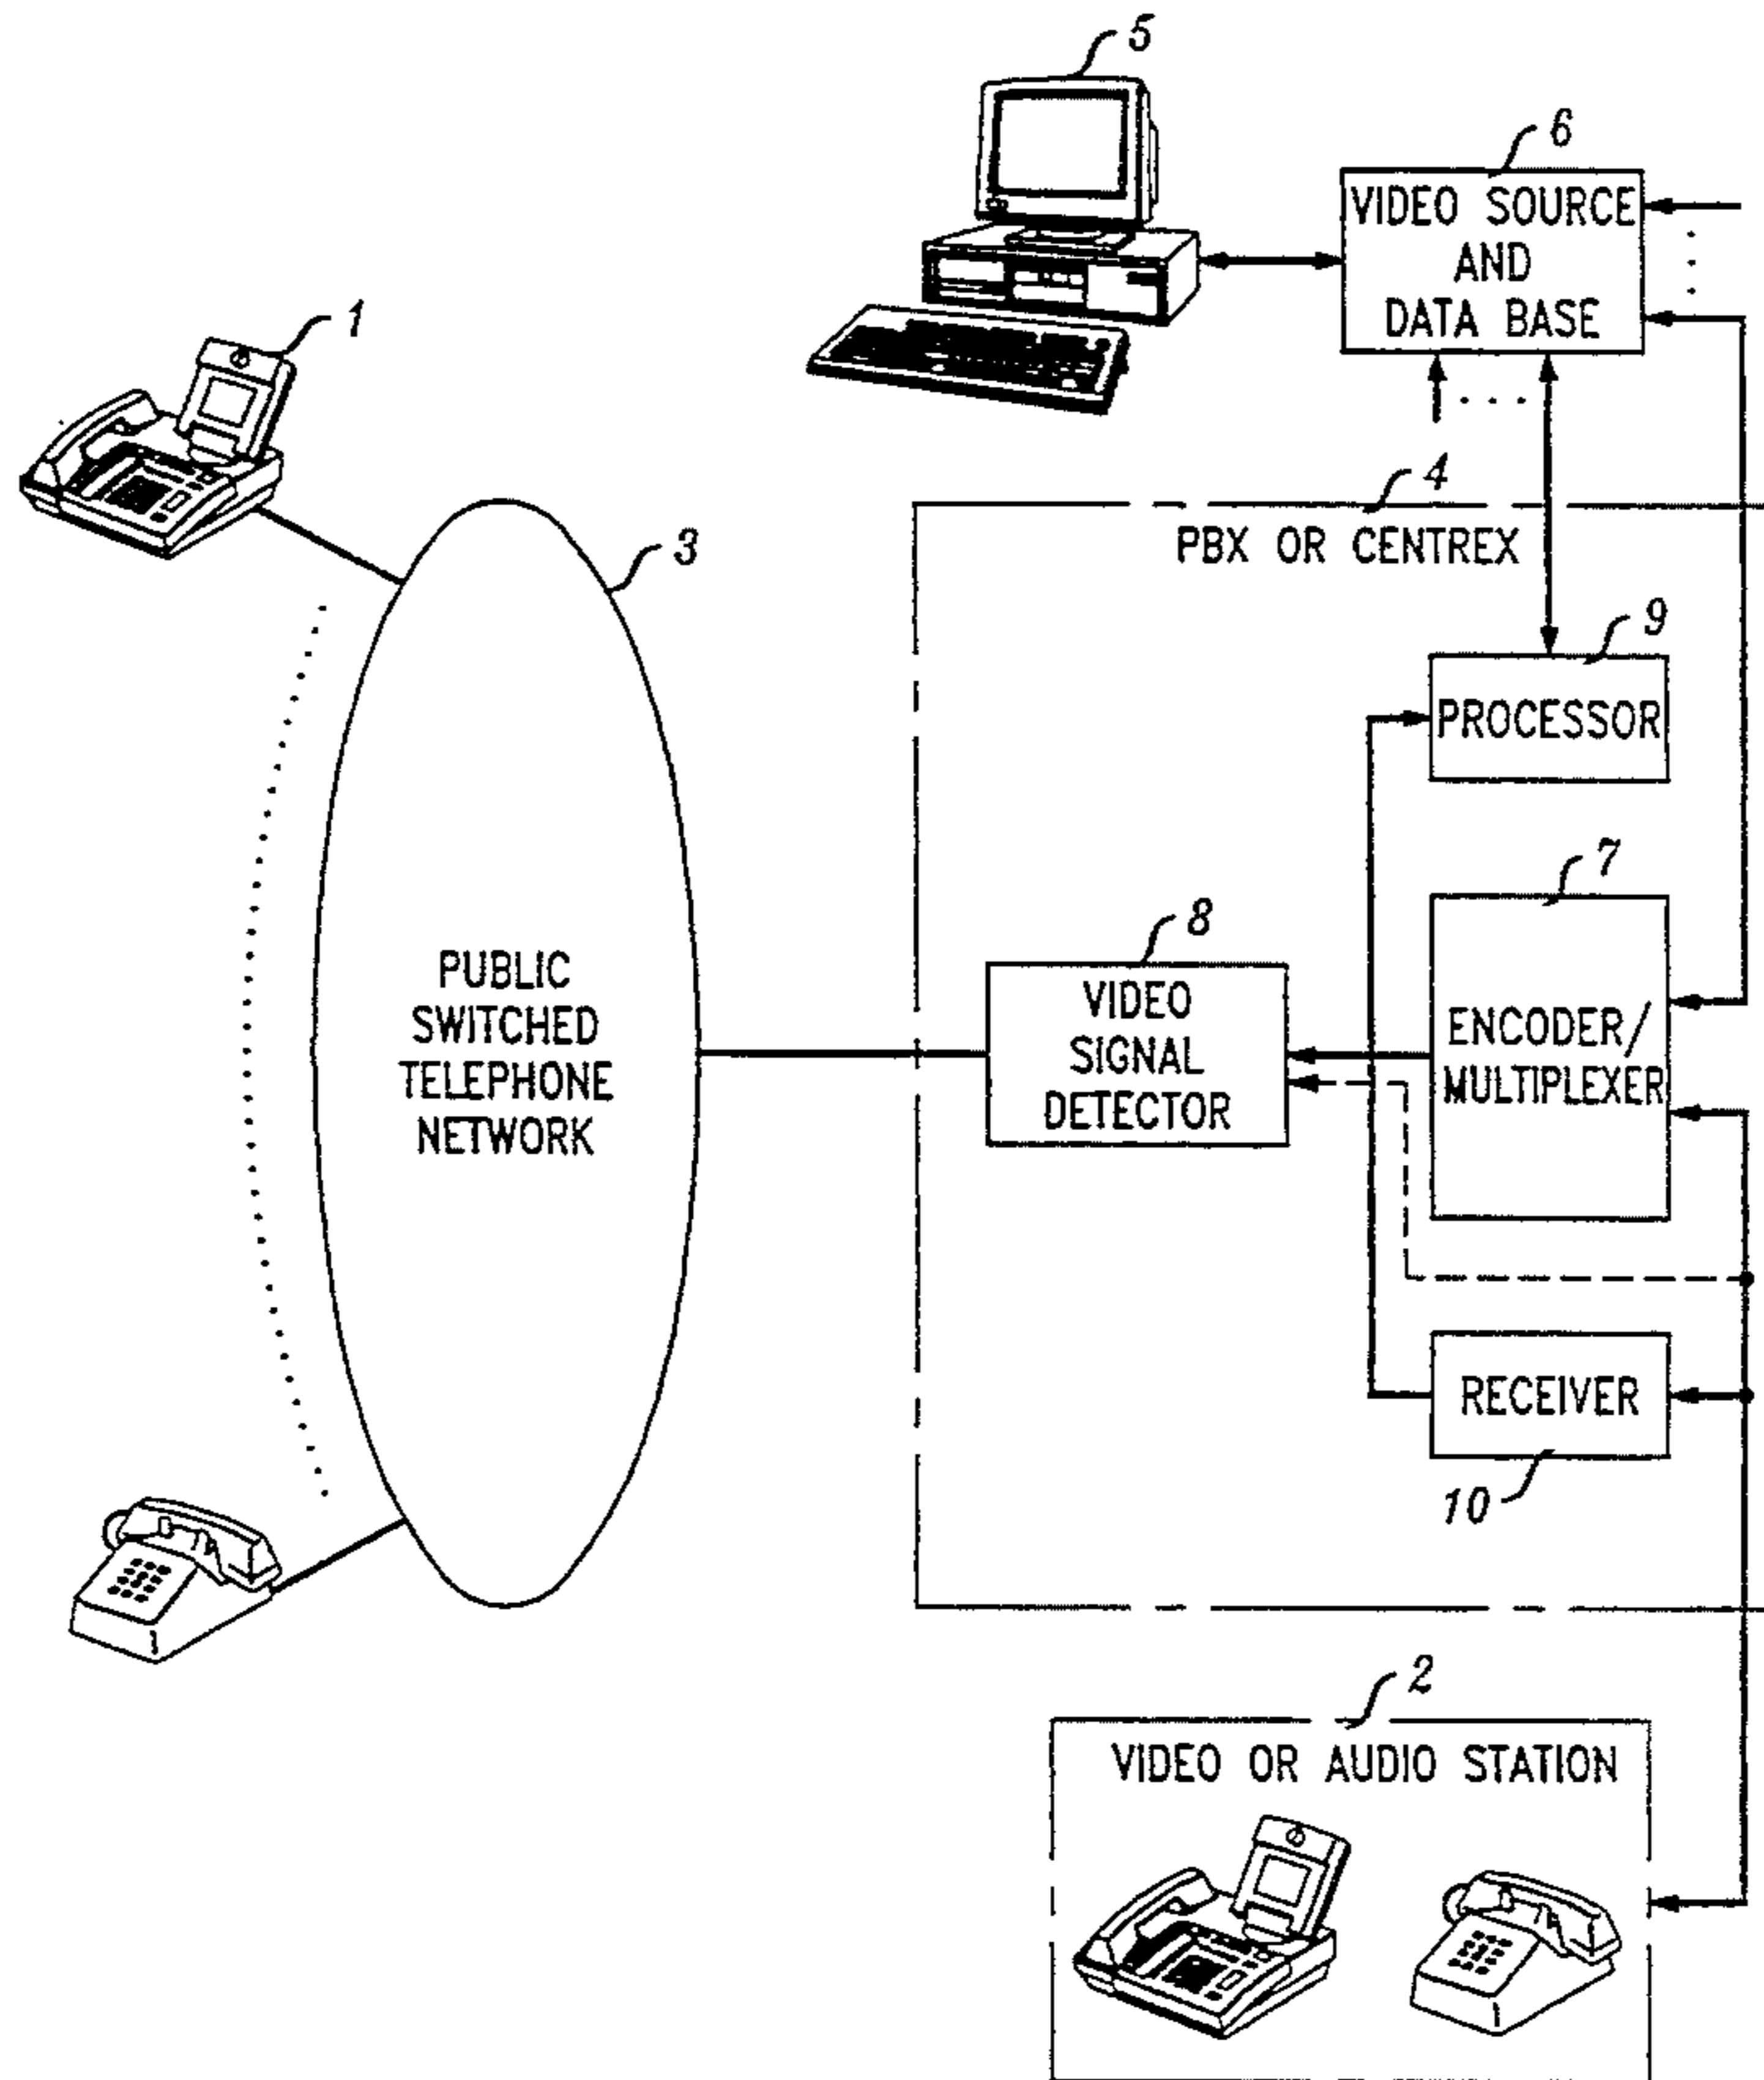 5
6
VIDEO SOURCE
AND
DATA BASE
1
4
PBX OR CENTREX
3
9
PROCESSOR
7
ENCODER/
MULTIPLEXER
8
VIDEO
SIGNAL
DETECTOR
PUBLIC
SWITCHED
TELEPHONE
NETWORK
RECEIVER
10
2
VIDEO OR AUDIO STATION